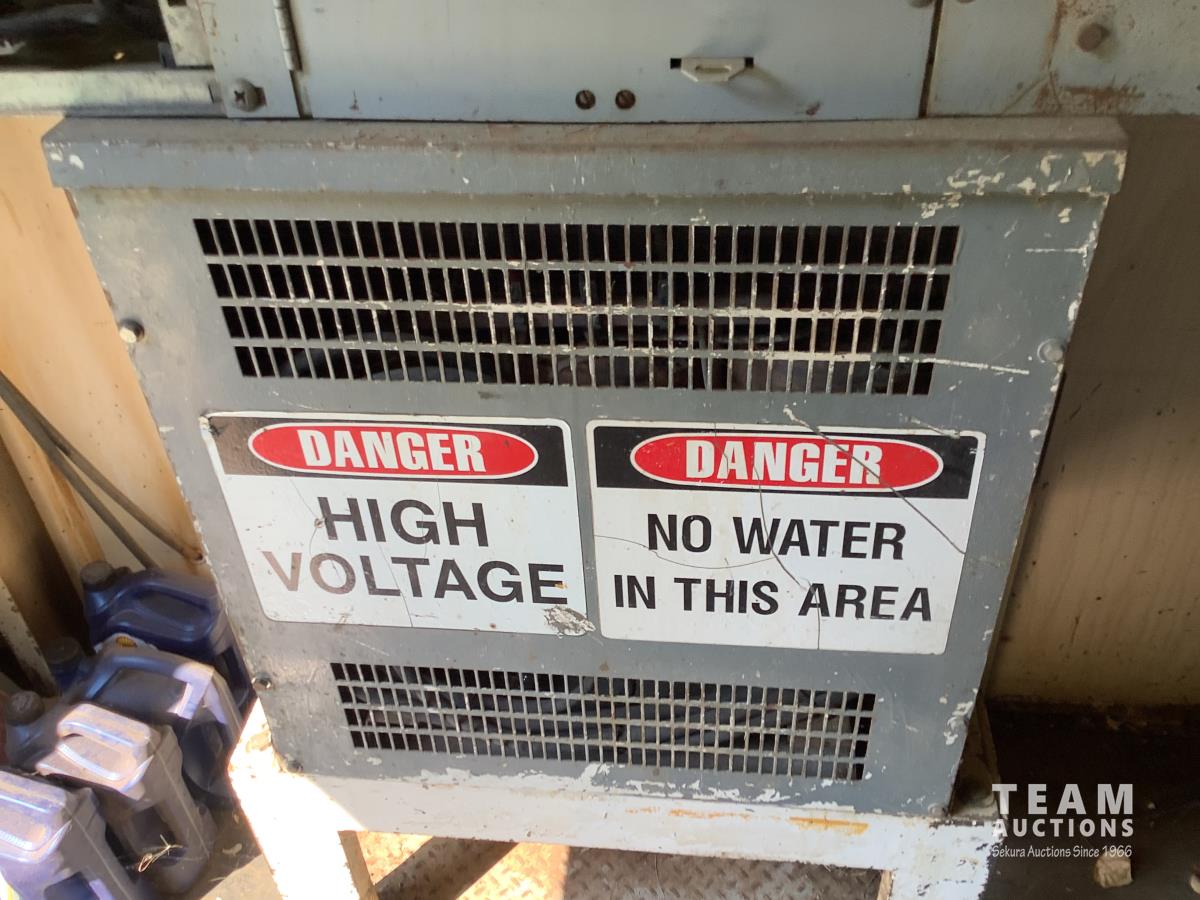 DANGER
HIGH
VOLTAGE
DANGER
NO WATER
IN THIS AREA
TEAM
AUCTIONS
Sekura Auctions Since 1966